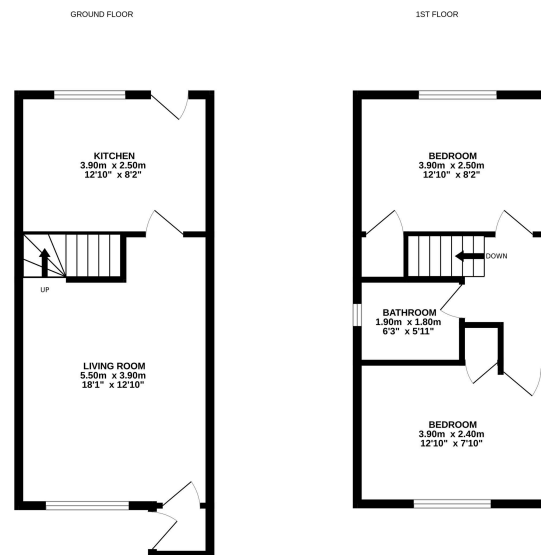 GROUND FLOOR
KITCHEN
3.90m x 2.50m
12'10" x 8'2"
UP
LIVING ROOM
5.50m x 3.90m
18'1" x 12'10"
1ST FLOOR
BEDROOM
3.90m x 2.50m
12'10" x 8'2"
DOWN
BATHROOM
1.90m x 1.80m
6'3" x 5'11"
BEDROOM
3.90m x 2.40m
12'10" x 7'10"